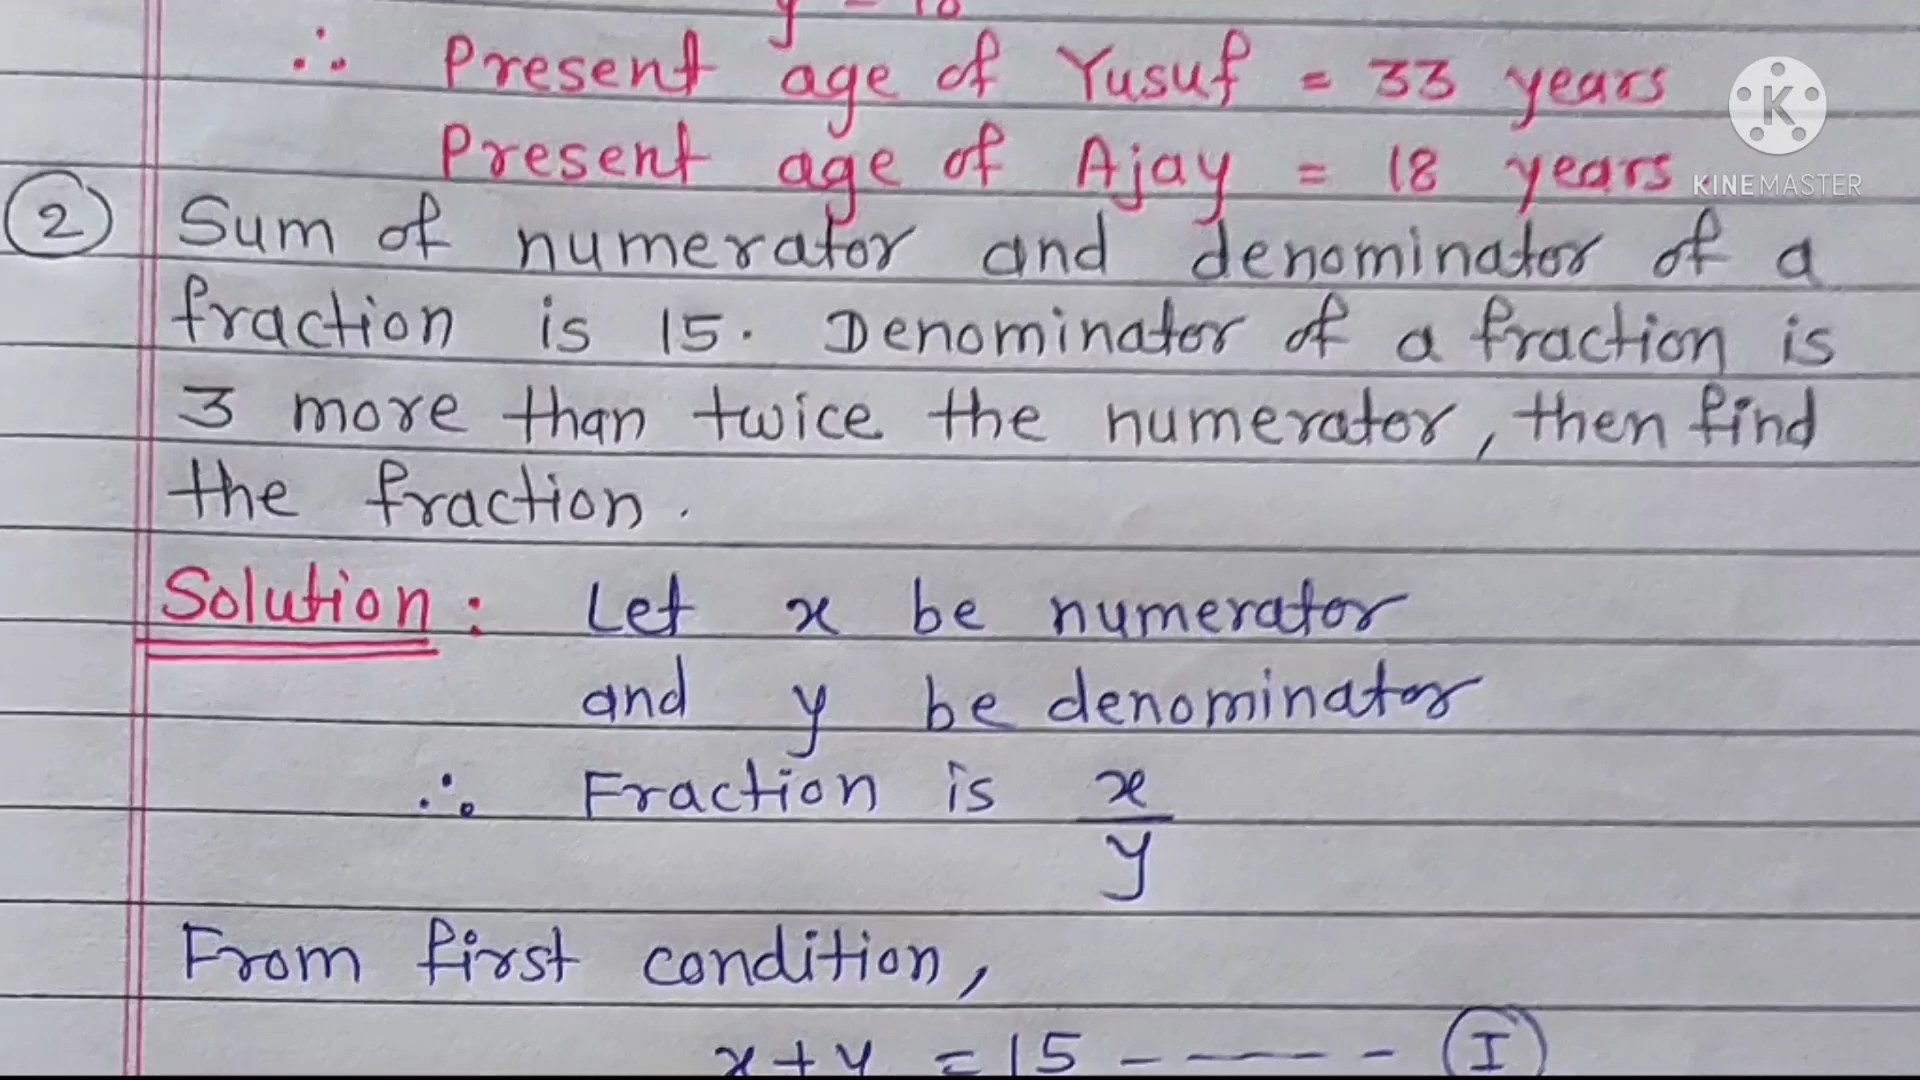 y = 18
∴ Present age of Yusuf = 33 years
Present age of Ajay = 18 years
K
KINEMASTER
2 Sum of numerator and denominator of a
fraction is 15. Denominator of a fraction is
3 more than twice the numerator, then find
the fraction.
Solution: Let x be numerator
and y be denominator
∴ Fraction is x/y
From first condition,
x+y = 15 ----- I